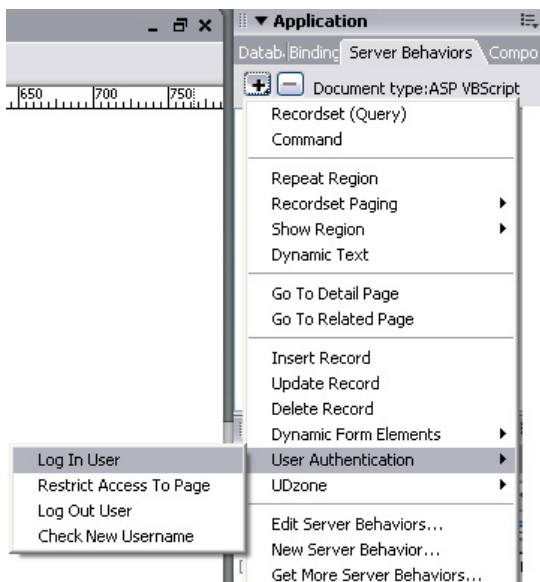 Application
Datab Binding Server Behaviors Compo
Document type:ASP VBScript
650 700 750
Recordset (Query)
Command
Repeat Region
Recordset Paging
Show Region
Dynamic Text
Go To Detail Page
Go To Related Page
Insert Record
Update Record
Delete Record
Dynamic Form Elements
User Authentication
UDzone
Edit Server Behaviors...
New Server Behavior...
Get More Server Behaviors...
Log In User
Restrict Access To Page
Log Out User
Check New Username